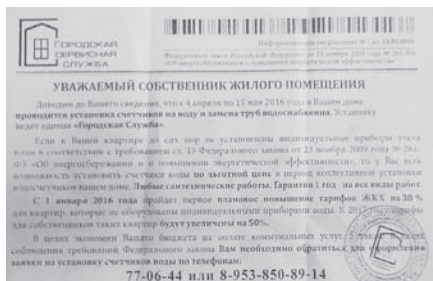 ГОРОДСКАЯ
СЕРВИСНАЯ
СЛУЖБА
УВАЖАЕМЫЙ СОБСТВЕННИК ЖИЛОГО ПОМЕЩЕНИЯ
Доводим до Вашего сведения, что с 4 апреля по 15 мая 2016 года в Вашем доме
проводится установка счетчиков на воду и замена труб водоснабжения. Установку
ведет единая «Городская Служба».
Если в Вашей квартире до сих пор не установлены индивидуальные приборы учета
воды в соответствии с требованием ст. 13 Федерального закона от 23 ноября 2009 года № 261-
ФЗ «Об энергосбережении и о повышении энергетической эффективности», то у Вас есть
возможность установить счетчики воды по льготной цене в период коллективной установки
водосчетчиков вашем доме. Любые сантехнические работы. Гарантия 1 год на все виды работ.
С 1 января 2016 года пройдет первое плановое повышение тарифов ЖКХ на 30 %
для квартир, которые не оборудованы индивидуальными приборами воды. К 2017 тарифы
для собственников таких квартир будут увеличены на 50%.
В целях экономии Вашего бюджета на оплате коммунальных услуг
соблюдения требований Федерального закона Вам необходимо обратиться для оформления
заявки на установку счетчиков воды по телефонам:
77-06-44 или 8-953-850-89-14